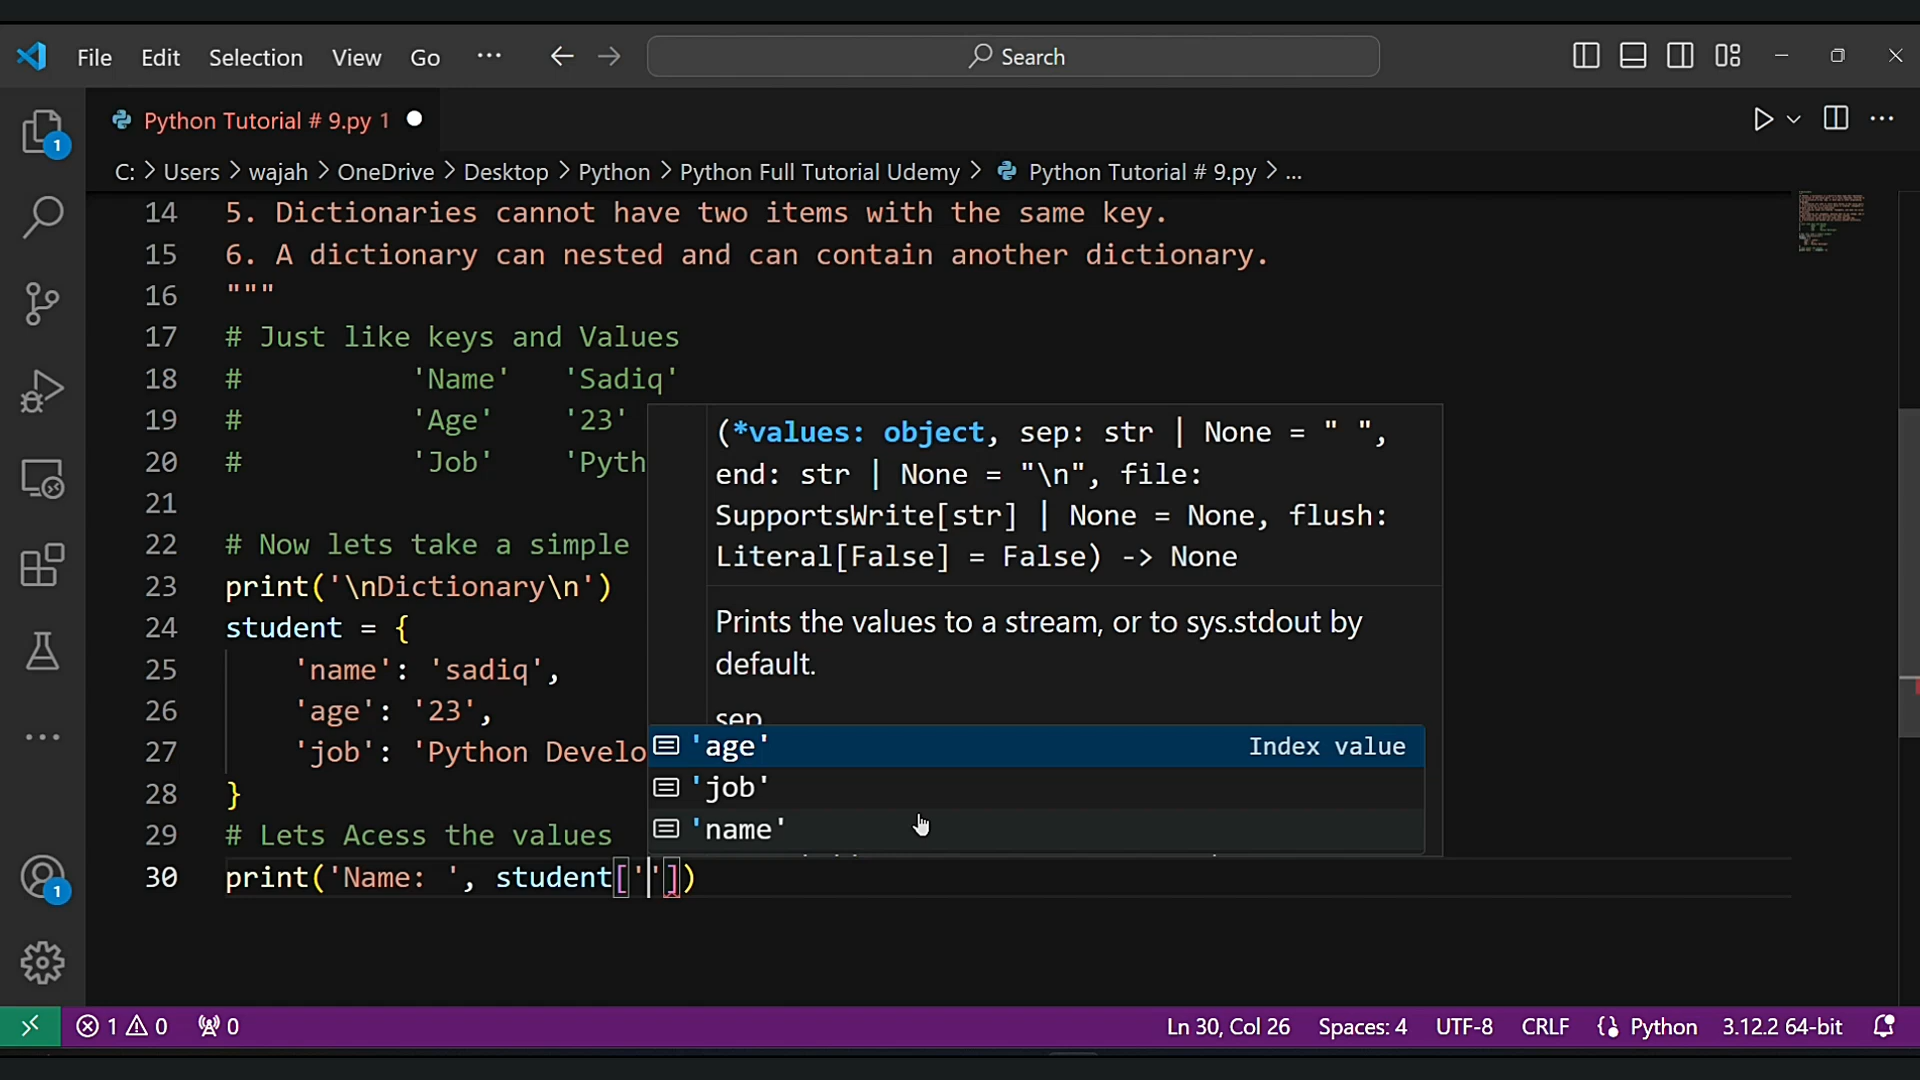 File Edit Selection View Go ··· Search
Python Tutorial # 9.py 1
C: > Users > wajah > OneDrive > Desktop > Python > Python Full Tutorial Udemy > Python Tutorial # 9.py > ...
14 5. Dictionaries cannot have two items with the same key.
15 6. A dictionary can nested and can contain another dictionary.
16 """
17 # Just like keys and Values
18 # 'Name' 'Sadiq'
19 # 'Age' '23'
20 # 'Job' 'Pyth
21
22 # Now lets take a simple
23 print('\nDictionary\n')
24 student = {
25 'name': 'sadiq',
26 'age': '23',
27 'job': 'Python Develo
28 }
29 # Lets Acess the values
30 print('Name: ', student[''])
(*values: object, sep: str | None = " ",
end: str | None = "\n", file:
SupportsWrite[str] | None = None, flush:
Literal[False] = False) -> None
Prints the values to a stream, or to sys.stdout by
default.
sep
'age' Index value
'job'
'name'
1
1
1 0 0 Ln 30, Col 26 Spaces: 4 UTF-8 CRLF Python 3.12.2 64-bit